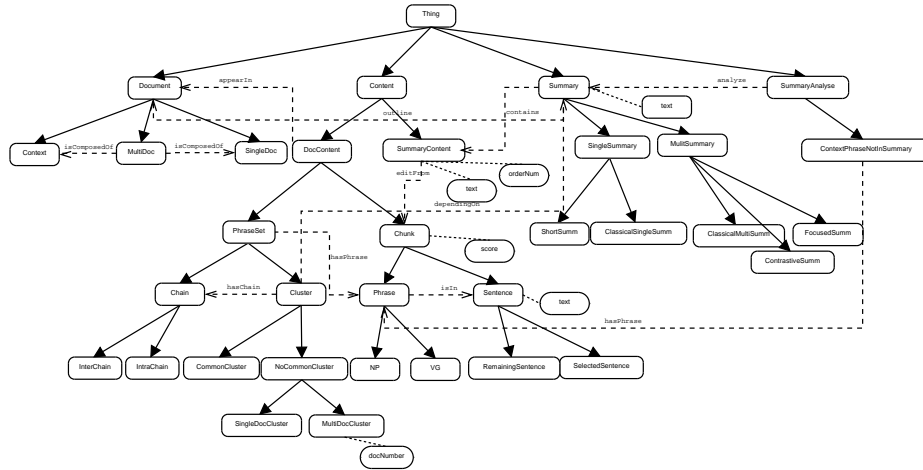 Thing
Document
appearIn
Content
Summary
analyze
SummaryAnalyse
text
outline
contains
Context
isComposedOf
MultiDoc
isComposedOf
SingleDoc
DocContent
SummaryContent
SingleSummary
MulitSummary
ContextPhraseNotInSummary
orderNum
editFrom
text
dependingOn
PhraseSet
Chunk
ShortSumm
ClassicalSingleSumm
ClassicalMultiSumm
FocusedSumm
score
hasPhrase
ContrastiveSumm
Chain
hasChain
Cluster
Phrase
isIn
Sentence
text
hasPhrase
InterChain
IntraChain
CommonCluster
NoCommonCluster
NP
VG
RemainingSentence
SelectedSentence
SingleDocCluster
MultiDocCluster
docNumber